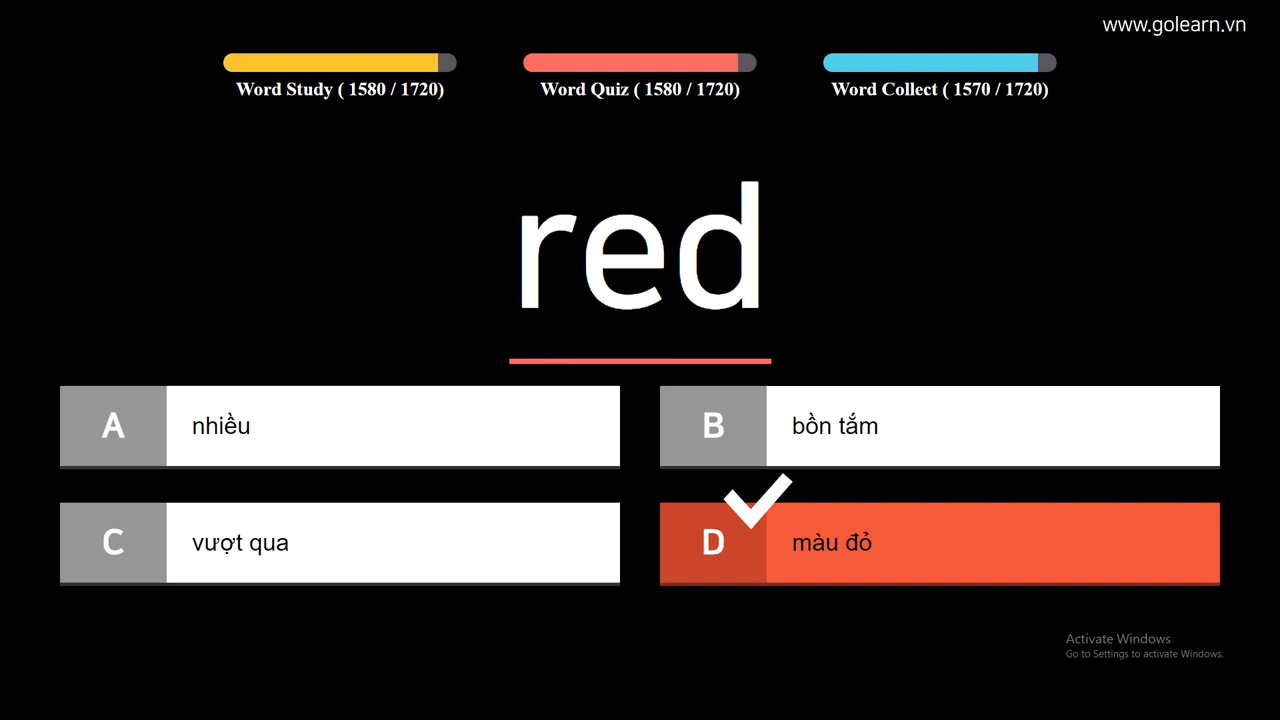 www.golearn.vn
Word Study ( 1580 / 1720)
Word Quiz ( 1580 / 1720)
Word Collect ( 1570 / 1720)
red
A nhiều
B bồn tắm
C vượt qua
D màu đỏ
Activate Windows
Go to Settings to activate Windows.